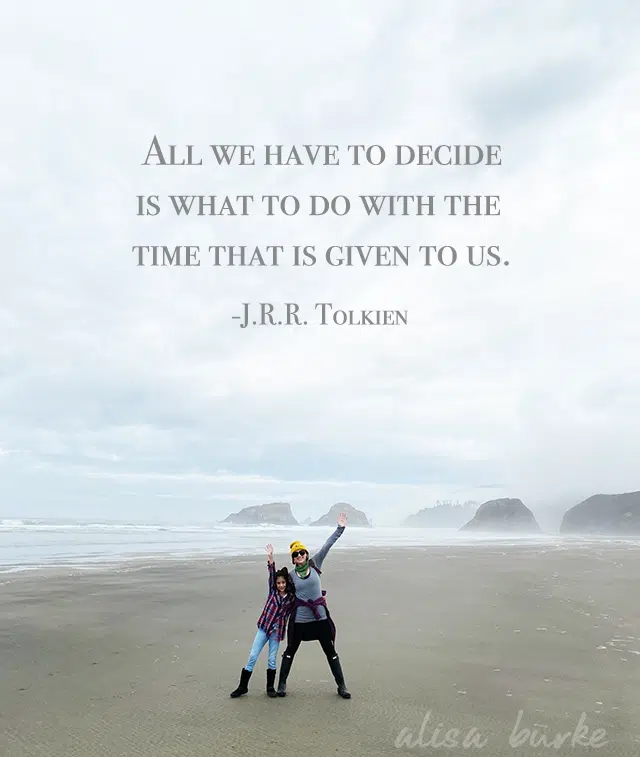 All we have to decide
is what to do with the
time that is given to us.
-J.R.R. Tolkien
alisa burke